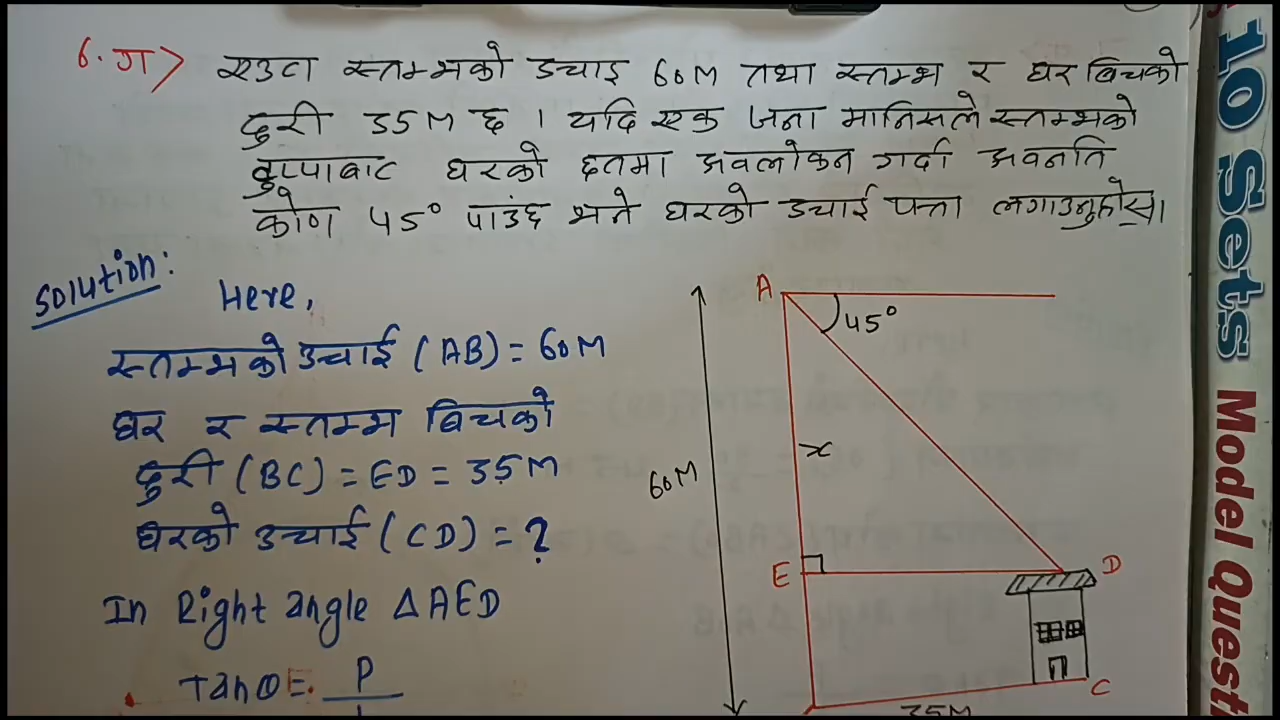 6. ग> एउटा स्तम्भको उचाइ 60M तथा स्तम्भ र घर बिचको
दुरी 35M छ । यदि एक जना मानिसले स्तम्भको
टुप्पाबाट घरको छतमा अवलोकन गर्दा अवनति
कोण 45° पाउंछ भने घरको उचाई पत्ता लगाउनुहोस्।
Solution:
Here,
स्तम्भको उचाई (AB) = 60M
घर र स्तम्भ बिचको
दुरी (BC) = ED = 35M
घरको उचाई (CD) = ?
In Right angle ΔAED
Tanθ = P
A
45°
x
60M
E
D
C
35M
10 Sets Model Quest